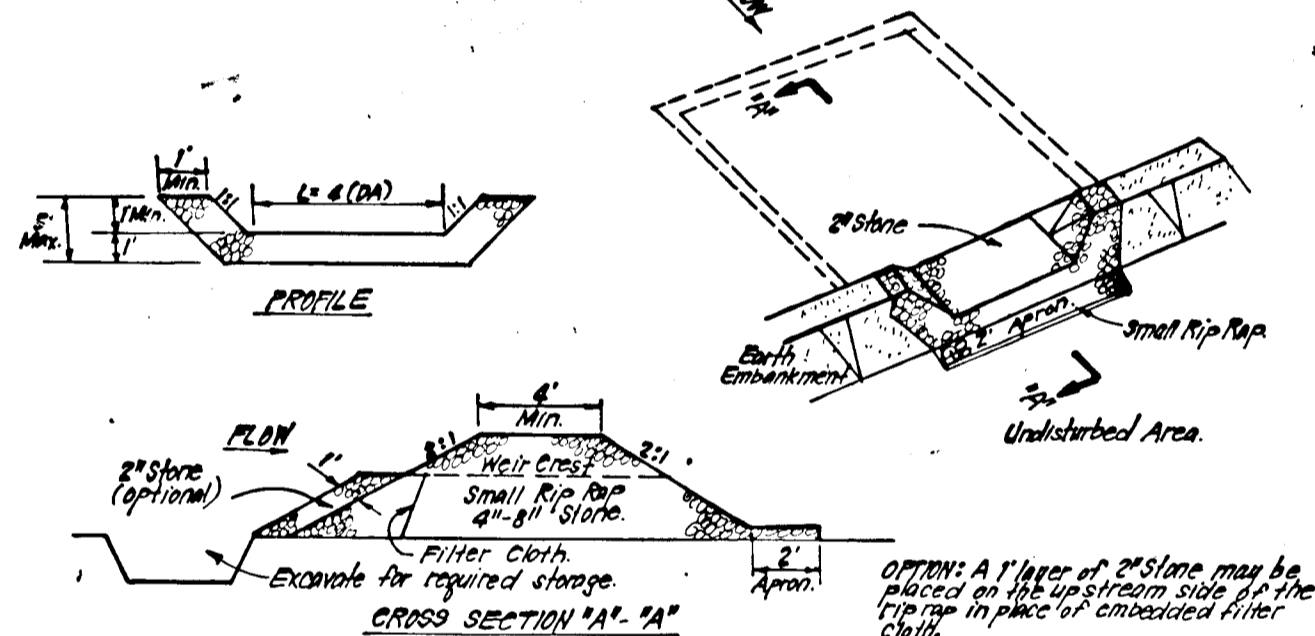 1'
Min.
1:1
L= 4 (DA)
1:1
Max.
1' Min.
1'
PROFILE
"A"
2" Stone
2' Apron.
Small Rip Rap.
Earth
Embankment
"A"
Undisturbed Area.
4'
Min.
FLOW
2:1
2:1
1'
2" Stone
(optional)
Weir Crest
Small Rip Rap
4"-8" Stone.
Filter Cloth.
Excavate for required storage.
2'
Apron.
CROSS SECTION "A"-"A"
OPTION: A 1' layer of 2" Stone may be
placed on the upstream side of the
rip rap in place of embedded filter
cloth.